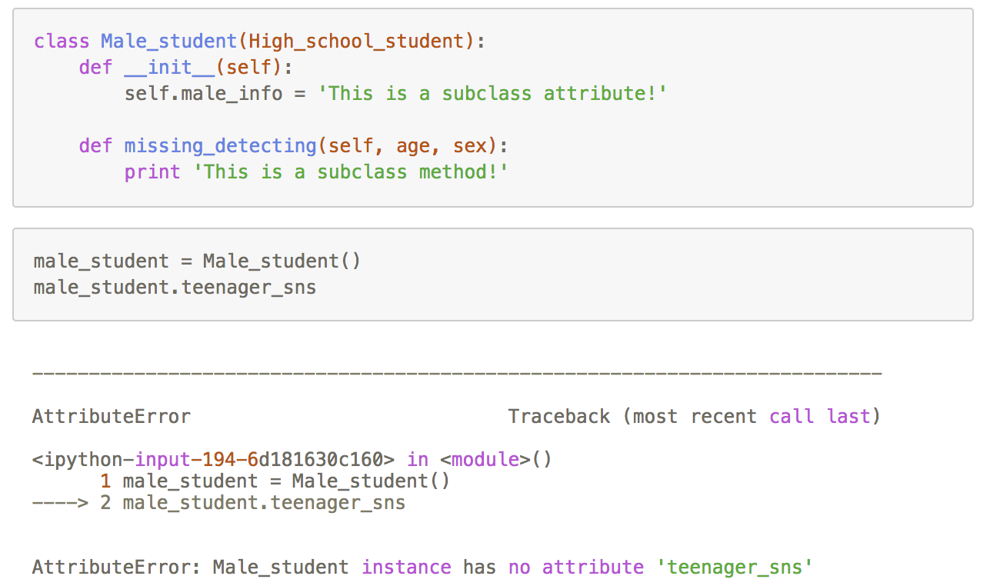 class Male_student(High_school_student):
    def __init__(self):
        self.male_info = 'This is a subclass attribute!'
    def missing_detecting(self, age, sex):
        print 'This is a subclass method!'
male_student = Male_student()
male_student.teenager_sns
---------------------------------------------------------------------------
AttributeError                            Traceback (most recent call last)
<ipython-input-194-6d181630c160> in <module>()
      1 male_student = Male_student()
----> 2 male_student.teenager_sns
AttributeError: Male_student instance has no attribute 'teenager_sns'